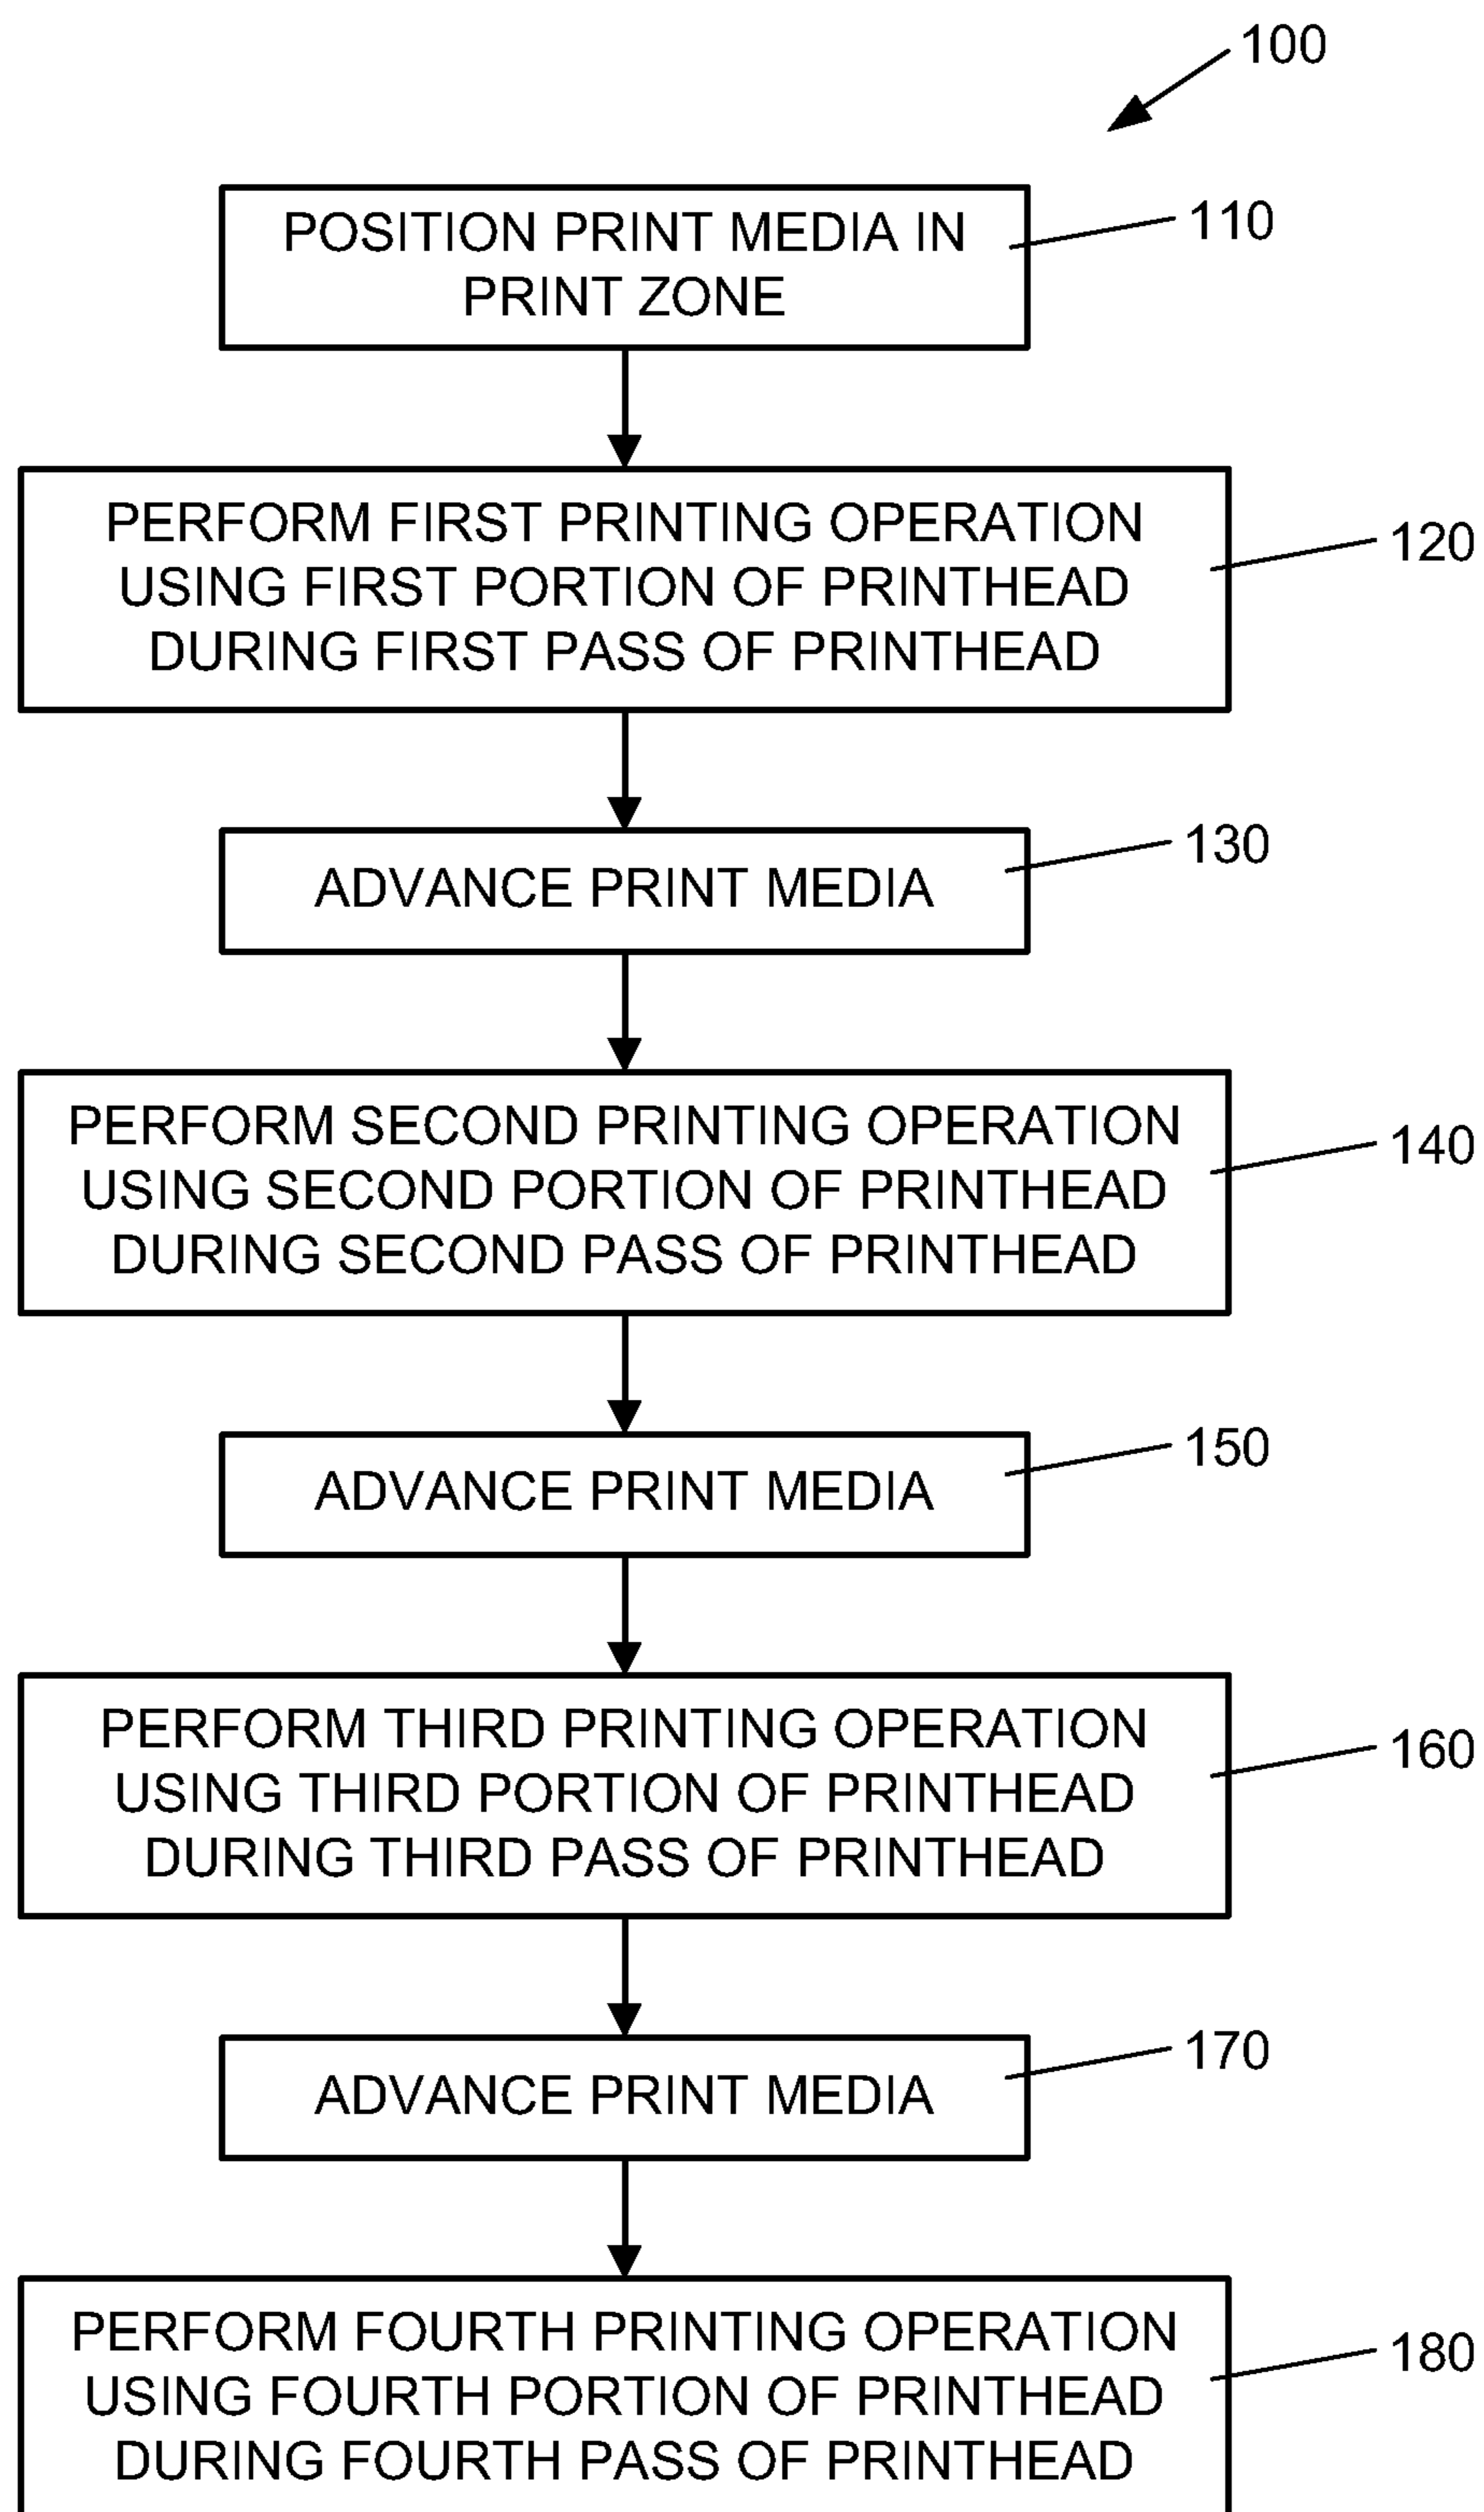 100
POSITION PRINT MEDIA IN
PRINT ZONE
110
PERFORM FIRST PRINTING OPERATION
USING FIRST PORTION OF PRINTHEAD
DURING FIRST PASS OF PRINTHEAD
120
ADVANCE PRINT MEDIA
130
PERFORM SECOND PRINTING OPERATION
USING SECOND PORTION OF PRINTHEAD
DURING SECOND PASS OF PRINTHEAD
140
ADVANCE PRINT MEDIA
150
PERFORM THIRD PRINTING OPERATION
USING THIRD PORTION OF PRINTHEAD
DURING THIRD PASS OF PRINTHEAD
160
ADVANCE PRINT MEDIA
170
PERFORM FOURTH PRINTING OPERATION
USING FOURTH PORTION OF PRINTHEAD
DURING FOURTH PASS OF PRINTHEAD
180